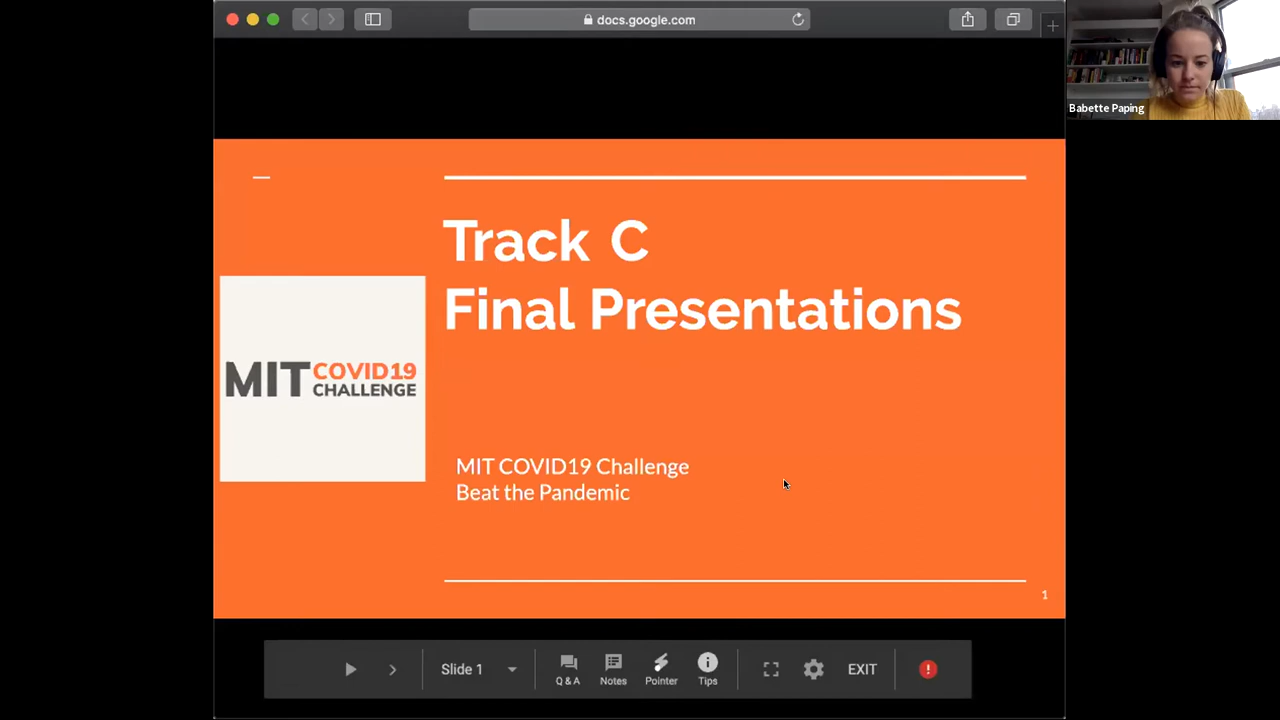 docs.google.com
Babette Paping
Track C
Final Presentations
MIT COVID19
CHALLENGE
MIT COVID19 Challenge
Beat the Pandemic
1
Slide 1
Q & A
Notes
Pointer
Tips
EXIT